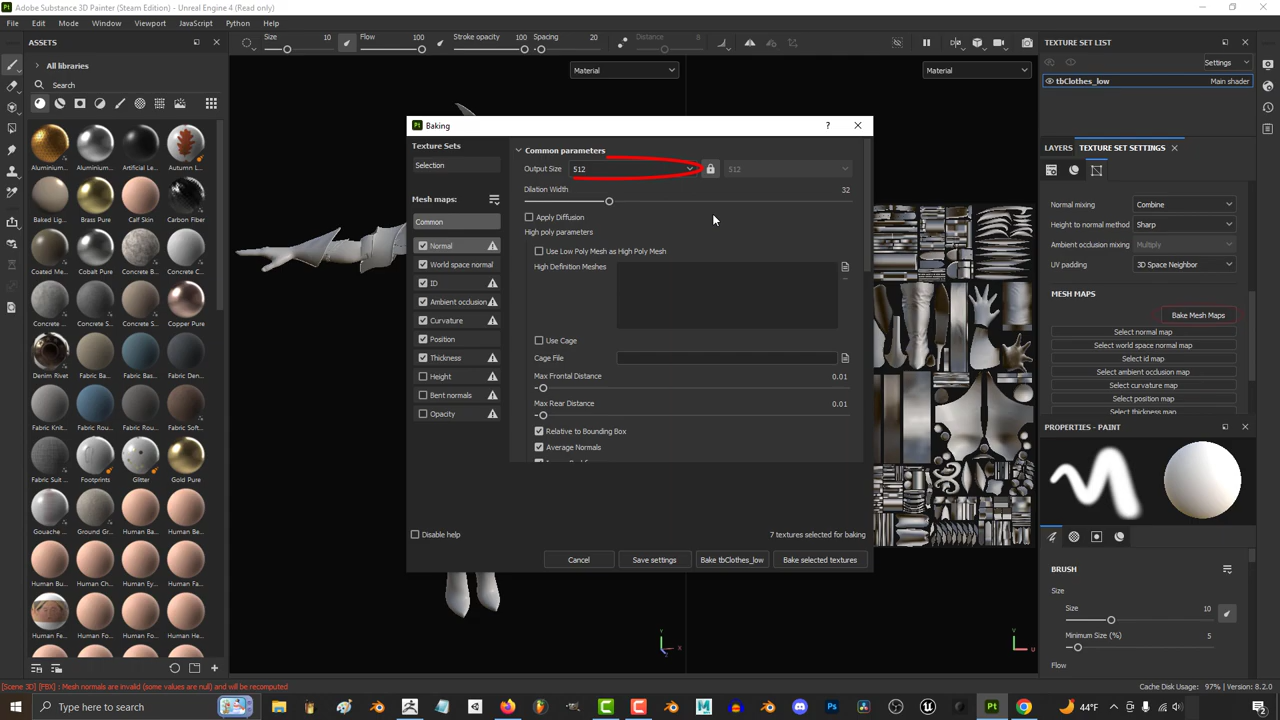 Adobe Substance 3D Painter (Steam Edition) - Unreal Engine 4 (Read only)
File Edit Mode Window Viewport JavaScript Python Help
Size 10 Flow 100 Stroke opacity 100 Spacing 20 Distance 8
ASSETS
All libraries
Search
Aluminium... Aluminium... Artificial Lea... Autumn L...
Baked Lig... Brass Pure Calf Skin Carbon Fiber
Coated Me... Cobalt Pure Concrete B... Concrete C...
Concrete ... Concrete S... Concrete S... Copper Pure
Denim Rivet Fabric Bam... Fabric Bas... Fabric Den...
Fabric Knit... Fabric Rou... Fabric Rou... Fabric Soft...
Fabric Suit ... Footprints Glitter Gold Pure
Gouache ... Ground Gr... Human Ba... Human Be...
Human Bu... Human Ch... Human Ey... Human Fa...
Human Fe... Human Fo... Human Fo... Human He...
Material
Material
Baking
?
Texture Sets
Selection
Mesh maps:
Common
Normal
World space normal
ID
Ambient occlusion
Curvature
Position
Thickness
Height
Bent normals
Opacity
Common parameters
Output Size 512 512
Dilation Width 32
Apply Diffusion
High poly parameters
Use Low Poly Mesh as High Poly Mesh
High Definition Meshes
Use Cage
Cage File
Max Frontal Distance 0.01
Max Rear Distance 0.01
Relative to Bounding Box
Average Normals
Disable help 7 textures selected for baking
Cancel Save settings Bake tbClothes_low Bake selected textures
TEXTURE SET LIST
Settings
tbClothes_low Main shader
LAYERS TEXTURE SET SETTINGS
Normal mixing Combine
Height to normal method Sharp
Ambient occlusion mixing Multiply
UV padding 3D Space Neighbor
MESH MAPS
Bake Mesh Maps
Select normal map
Select world space normal map
Select id map
Select ambient occlusion map
Select curvature map
Select position map
Select thickness map
PROPERTIES - PAINT
BRUSH
Size
Size 10
Minimum Size (%) 5
Flow
Y
X
V
U
[Scene 3D] [FBX] : Mesh normals are invalid (some values are null) and will be recomputed
Cache Disk Usage: 97% | Version: 8.2.0
Type here to search
44°F